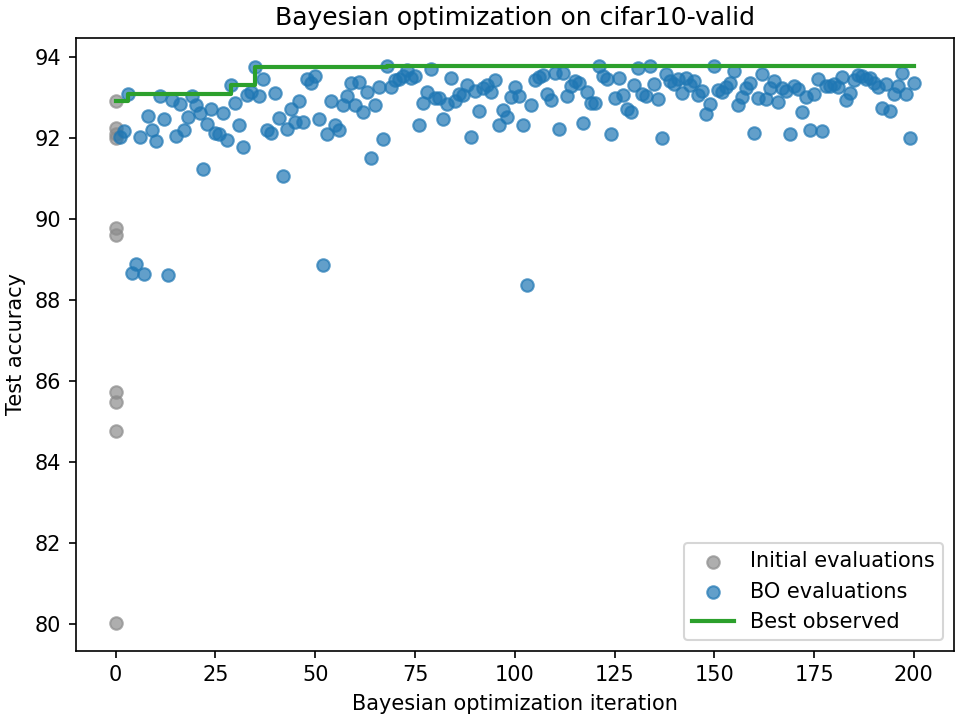 Bayesian optimization on cifar10-valid
Test accuracy
94
92
90
88
86
84
82
80
0 25 50 75 100 125 150 175 200
Bayesian optimization iteration
Initial evaluations
BO evaluations
Best observed